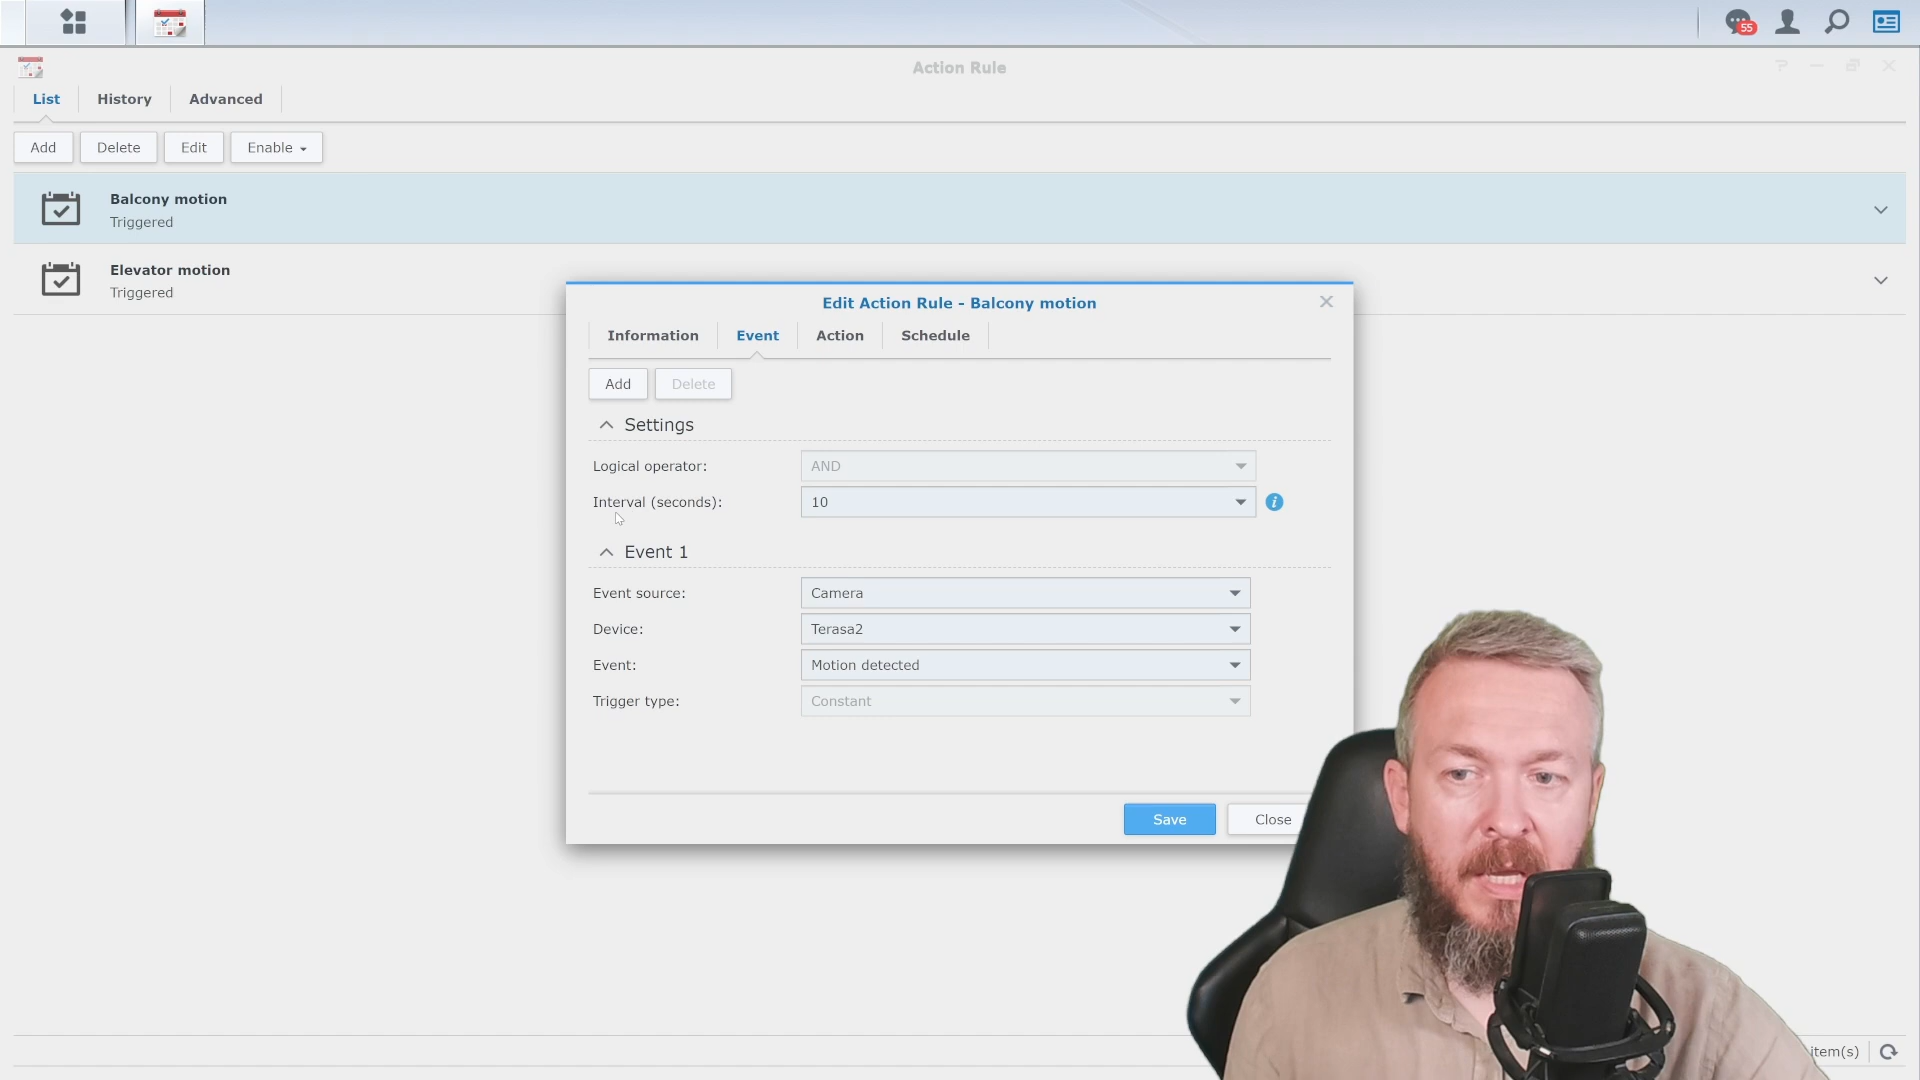 55
Action Rule
List
History
Advanced
Add
Delete
Edit
Enable
Balcony motion
Triggered
Elevator motion
Triggered
Edit Action Rule - Balcony motion
Information
Event
Action
Schedule
Add
Delete
Settings
Logical operator:
AND
Interval (seconds):
10
i
Event 1
Event source:
Camera
Device:
Terasa2
Event:
Motion detected
Trigger type:
Constant
Save
Close
item(s)